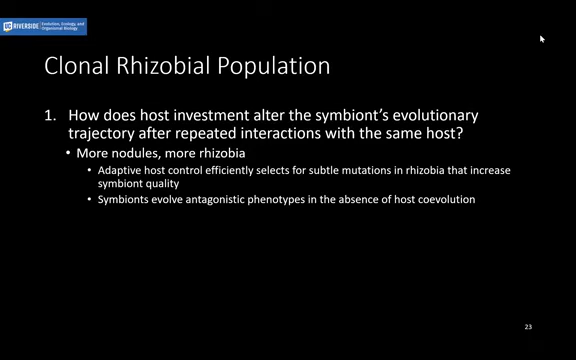 UC RIVERSIDE Evolution, Ecology, and
Organismal Biology
Clonal Rhizobial Population
1. How does host investment alter the symbiont's evolutionary
trajectory after repeated interactions with the same host?
• More nodules, more rhizobia
• Adaptive host control efficiently selects for subtle mutations in rhizobia that increase
symbiont quality
• Symbionts evolve antagonistic phenotypes in the absence of host coevolution
23